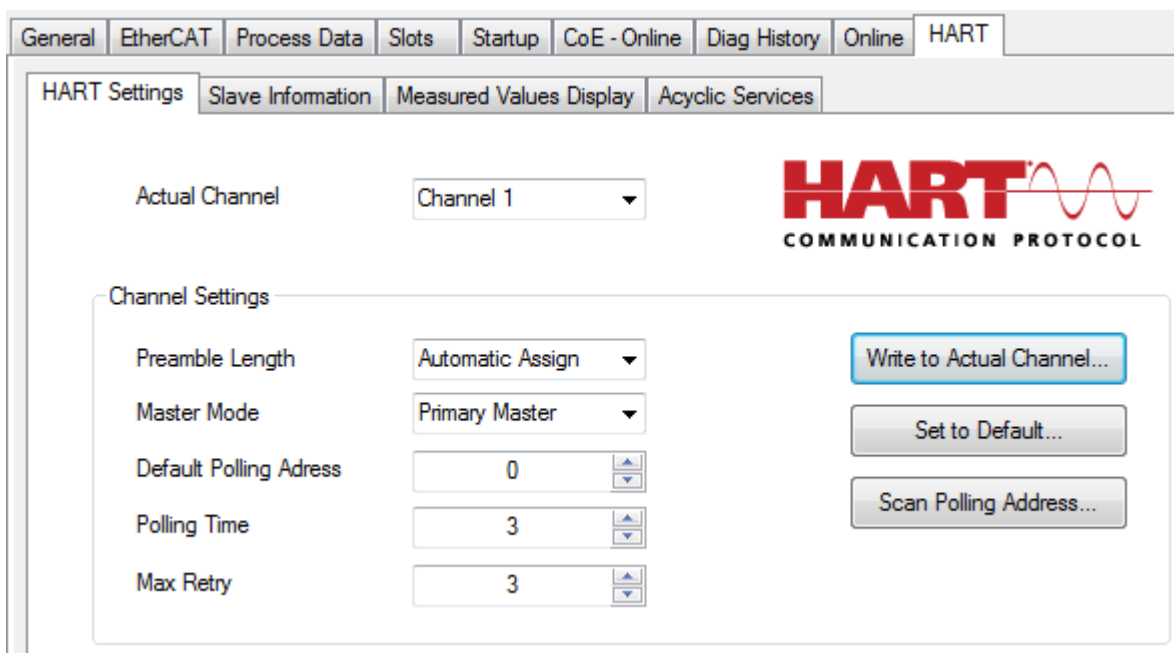 General EtherCAT Process Data Slots Startup CoE - Online Diag History Online HART
HART Settings Slave Information Measured Values Display Acyclic Services
Actual Channel Channel 1
HART
COMMUNICATION PROTOCOL
Channel Settings
Preamble Length Automatic Assign Write to Actual Channel...
Master Mode Primary Master Set to Default...
Default Polling Adress 0
Scan Polling Address...
Polling Time 3
Max Retry 3